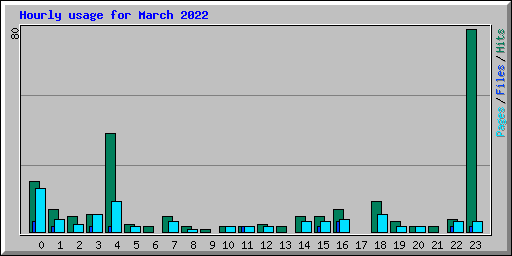 Hourly usage for March 2022
80
Pages/Files/Hits
0 1 2 3 4 5 6 7 8 9 10 11 12 13 14 15 16 17 18 19 20 21 22 23